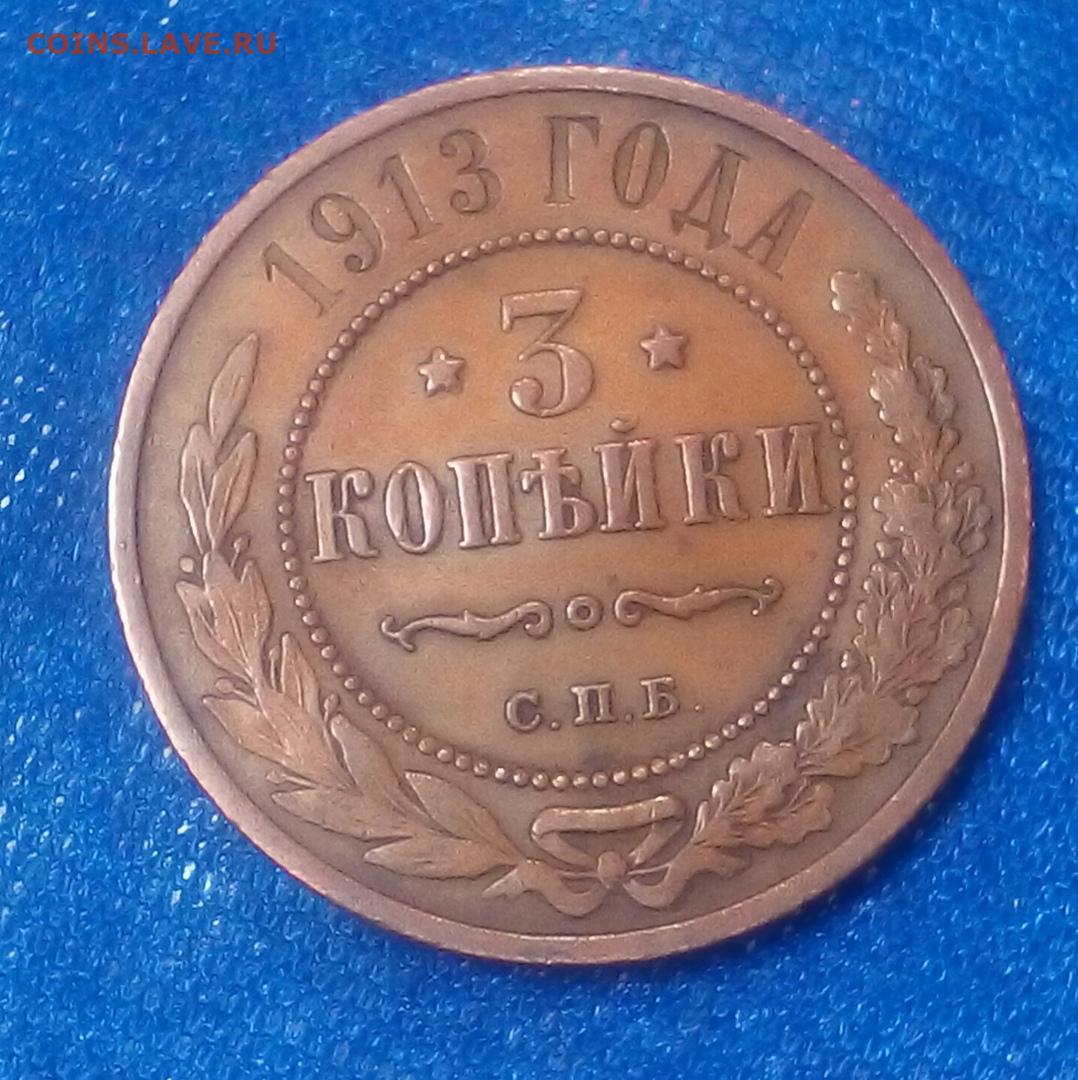 COINS.LAVE.RU
1913 ГОДА
3
КОПѢЙКИ
С.П.Б.